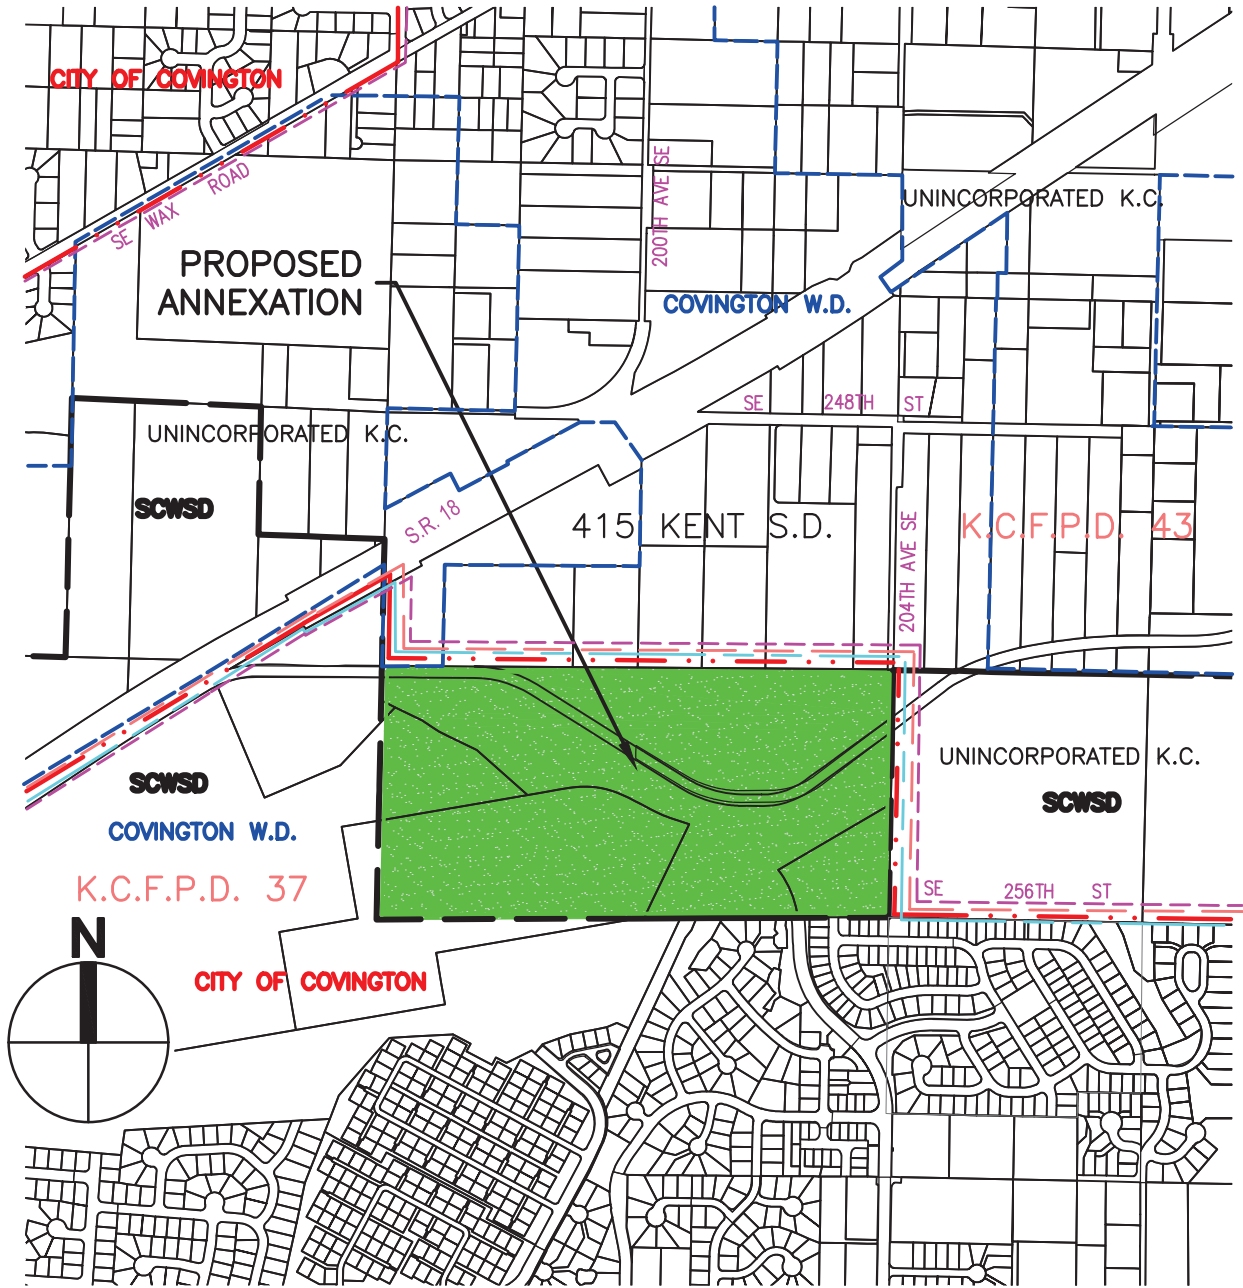 CITY OF COVINGTON
SE WAX ROAD
200TH AVE SE
UNINCORPORATED K.C.
PROPOSED
ANNEXATION
COVINGTON W.D.
SE 248TH ST
UNINCORPORATED K.C.
SCWSD
S.R. 18
415 KENT S.D.
K.C.F.P.D. 43
204TH AVE SE
UNINCORPORATED K.C.
SCWSD
SCWSD
COVINGTON W.D.
K.C.F.P.D. 37
SE 256TH ST
N
CITY OF COVINGTON